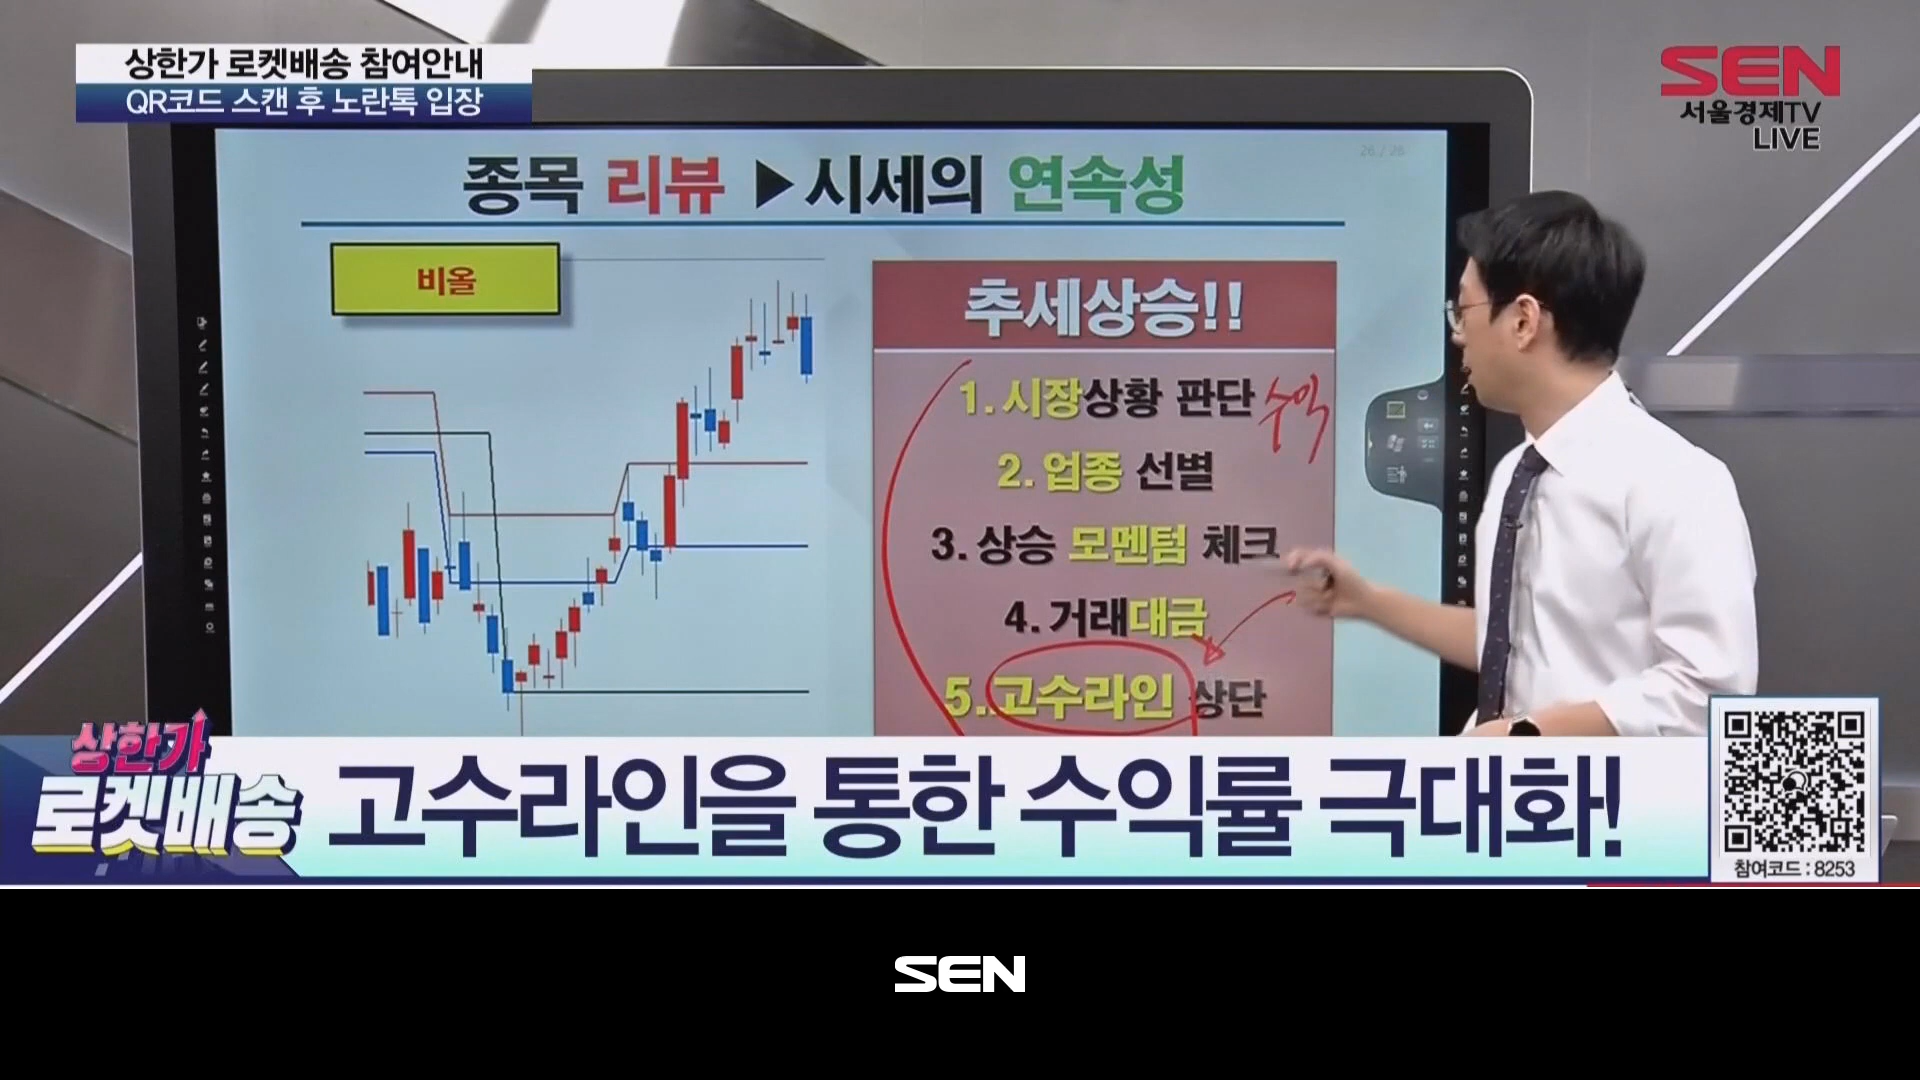 상한가 로켓배송 참여안내
QR코드 스캔 후 노란톡 입장
SEN
서울경제TV
LIVE
26 / 28
종목 리뷰 ▶시세의 연속성
비올
추세상승!!
1. 시장상황 판단 수익
2. 업종 선별
3. 상승 모멘텀 체크
4. 거래대금
5..고수라인 상단
상한가
로켓배송
고수라인을 통한 수익률 극대화!
참여코드 : 8253
SEN